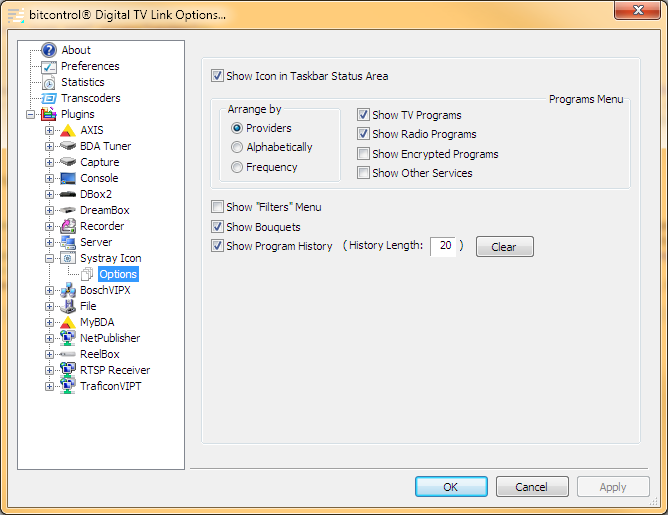 bitcontrol® Digital TV Link Options...
About
Preferences
Statistics
Transcoders
Plugins
AXIS
BDA Tuner
Capture
Console
DBox2
DreamBox
Recorder
Server
Systray Icon
Options
BoschVIPX
File
MyBDA
NetPublisher
ReelBox
RTSP Receiver
TraficonVIPT
Show Icon in Taskbar Status Area
Programs Menu
Arrange by
Providers
Alphabetically
Frequency
Show TV Programs
Show Radio Programs
Show Encrypted Programs
Show Other Services
Show "Filters" Menu
Show Bouquets
Show Program History ( History Length: 20 ) Clear
OK Cancel Apply